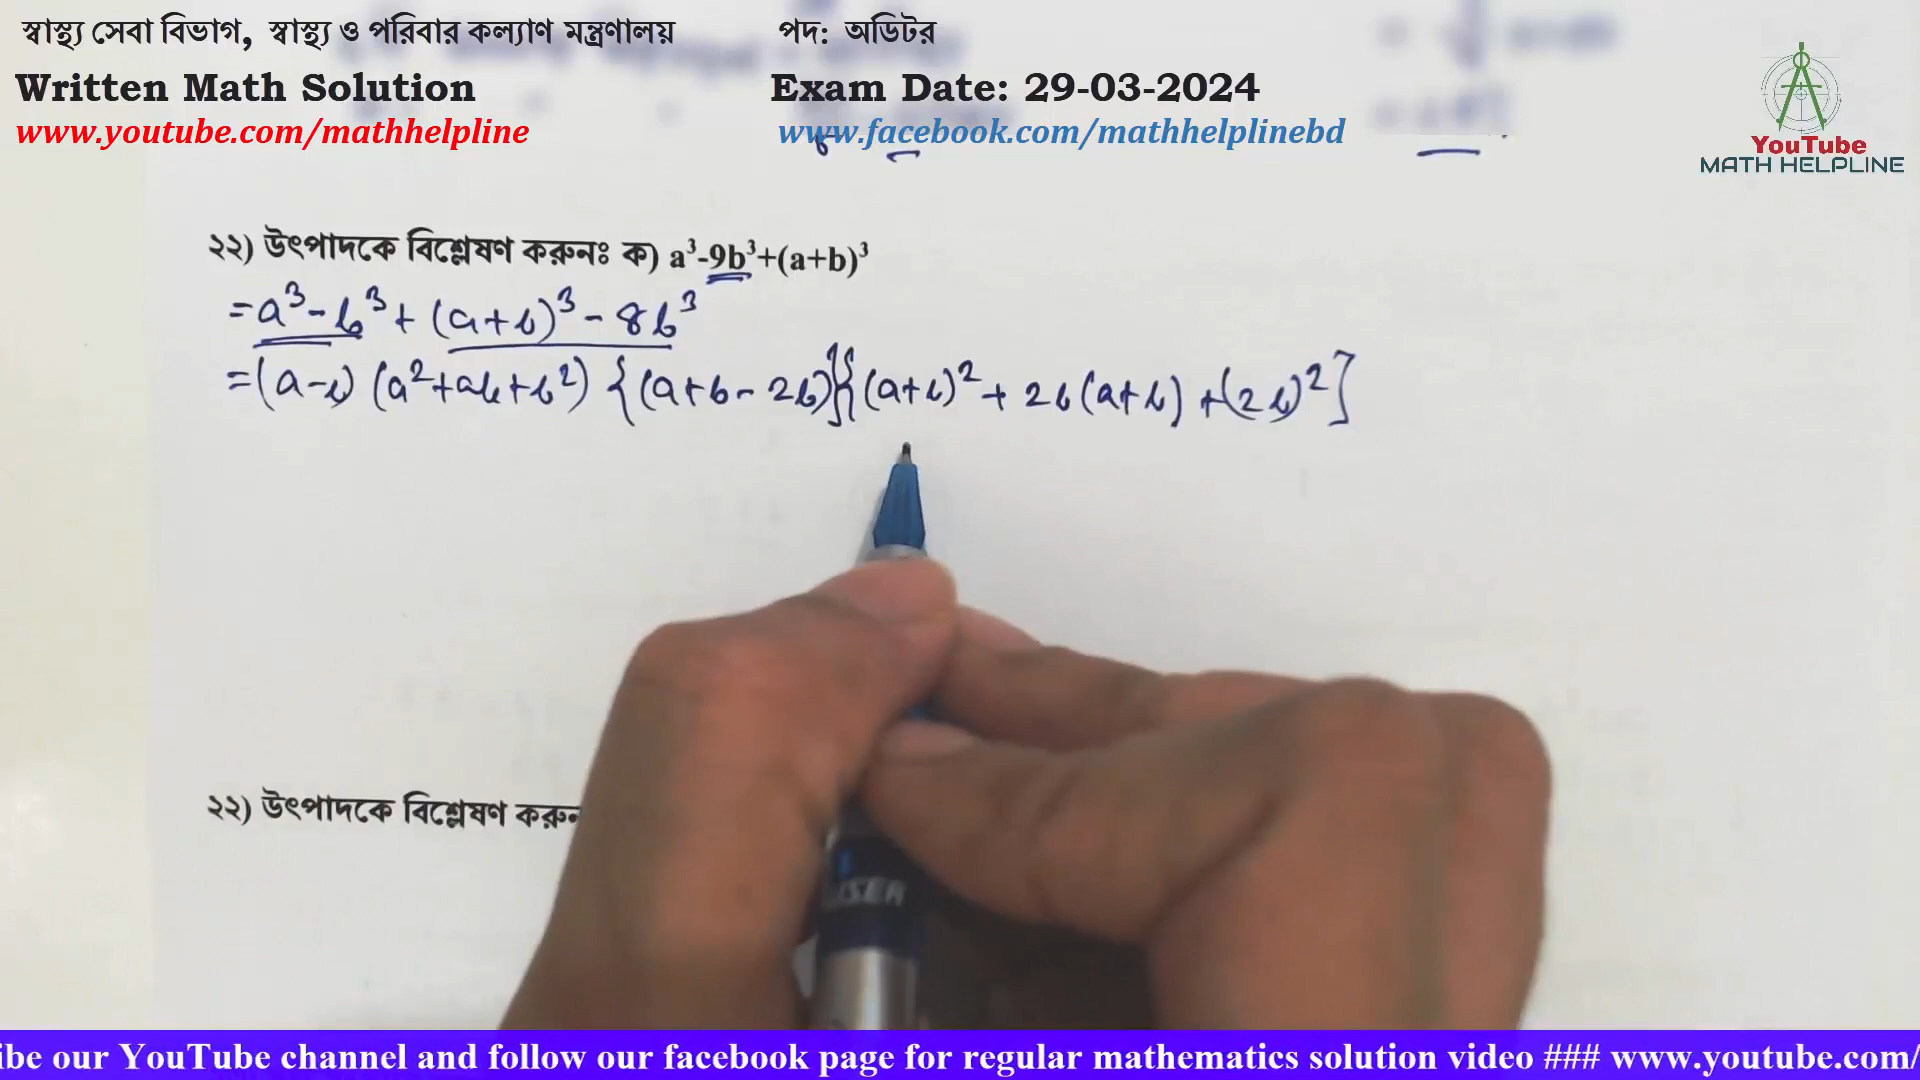 স্বাস্থ্য সেবা বিভাগ, স্বাস্থ্য ও পরিবার কল্যাণ মন্ত্রণালয় পদ: অডিটর
Written Math Solution Exam Date: 29-03-2024
www.youtube.com/mathhelpline www.facebook.com/mathhelplinebd
YouTube
MATH HELPLINE
২২) উৎপাদকে বিশ্লেষণ করুনঃ ক) a³-9b³+(a+b)³
=a³-b³+(a+b)³-8b³
=(a-b)(a²+ab+b²){(a+b-2b)}{(a+b)²+2b(a+b)+(2b)²]
২২) উৎপাদকে বিশ্লেষণ করুন
ibe our YouTube channel and follow our facebook page for regular mathematics solution video ### www.youtube.com/